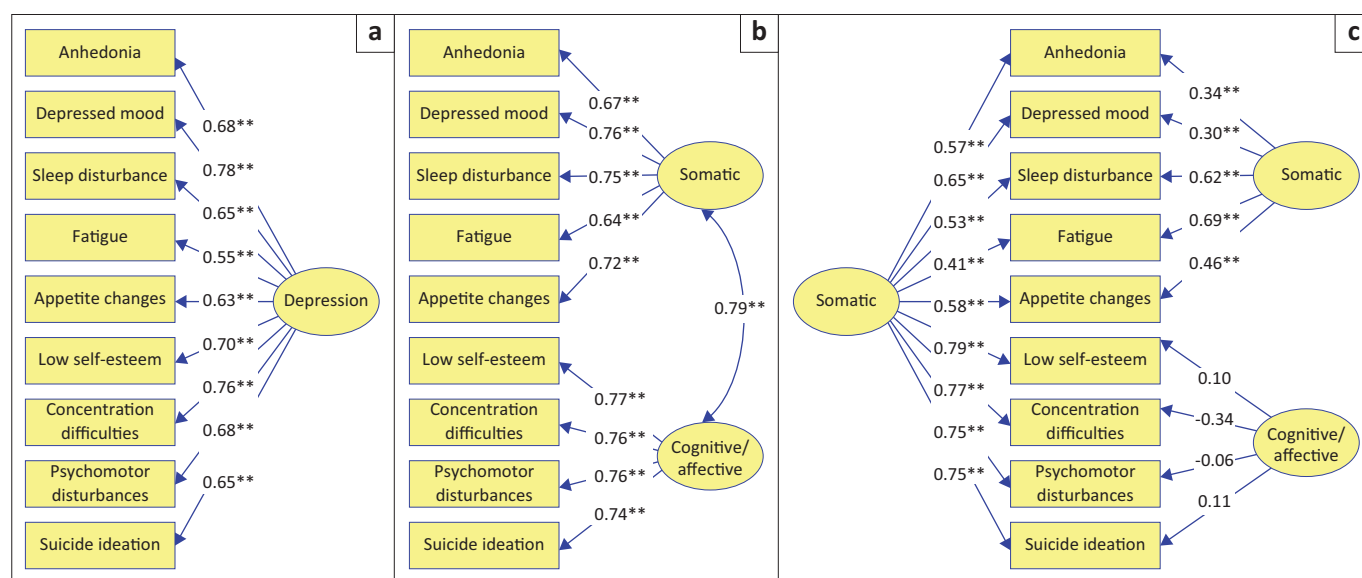 a
Anhedonia
Depressed mood
Sleep disturbance
Fatigue
Appetite changes
Low self-esteem
Concentration
difficulties
Psychomotor
disturbances
Suicide ideation
0.68**
0.78**
0.65**
0.55**
0.63**
0.70**
0.76**
0.68**
0.65**
Depression
b
Anhedonia
Depressed mood
Sleep disturbance
Fatigue
Appetite changes
Low self-esteem
Concentration
difficulties
Psychomotor
disturbances
Suicide ideation
0.67**
0.76**
0.75**
0.64**
0.72**
0.77**
0.76**
0.76**
0.74**
Somatic
0.79**
Cognitive/
affective
c
Somatic
0.57**
0.65**
0.53**
0.41**
0.58**
0.79**
0.77**
0.75**
0.75**
Anhedonia
Depressed mood
Sleep disturbance
Fatigue
Appetite changes
Low self-esteem
Concentration
difficulties
Psychomotor
disturbances
Suicide ideation
0.34**
0.30**
0.62**
0.69**
0.46**
0.10
-0.34
-0.06
0.11
Somatic
Cognitive/
affective